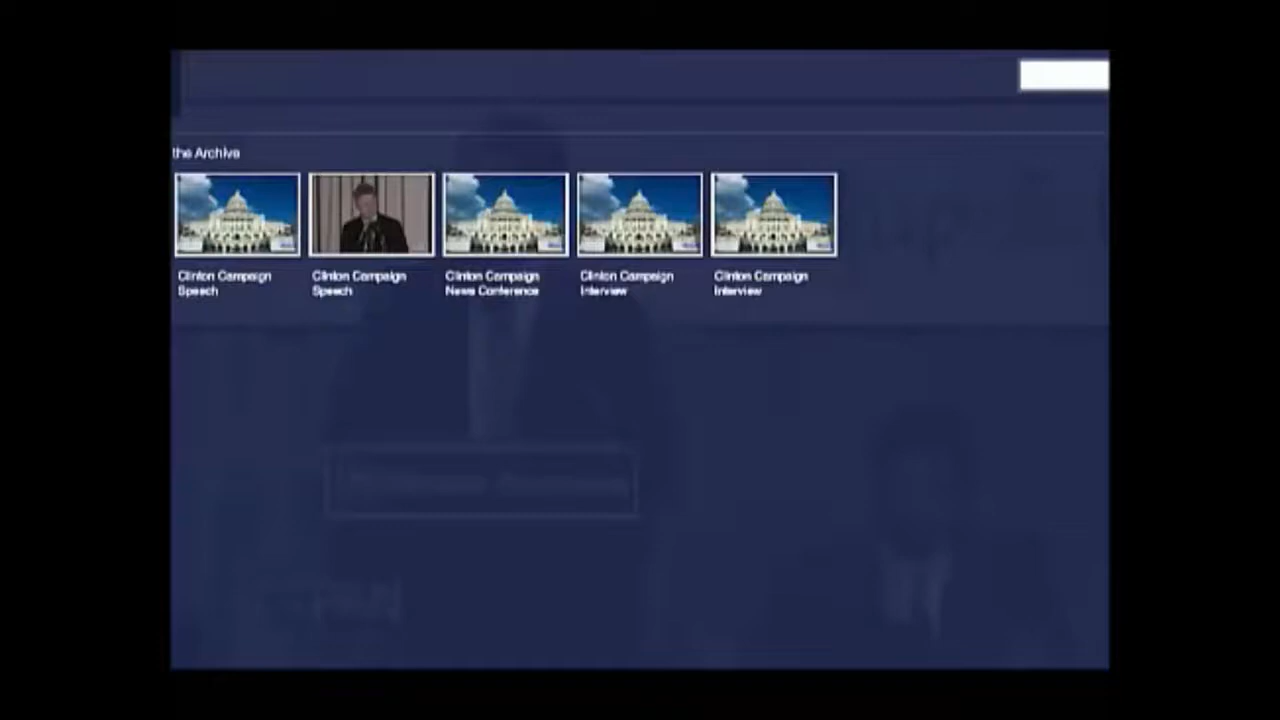 the Archive
Clinton Campaign
Speech
Clinton Campaign
Speech
Clinton Campaign
News Conference
Clinton Campaign
Interview
Clinton Campaign
Interview